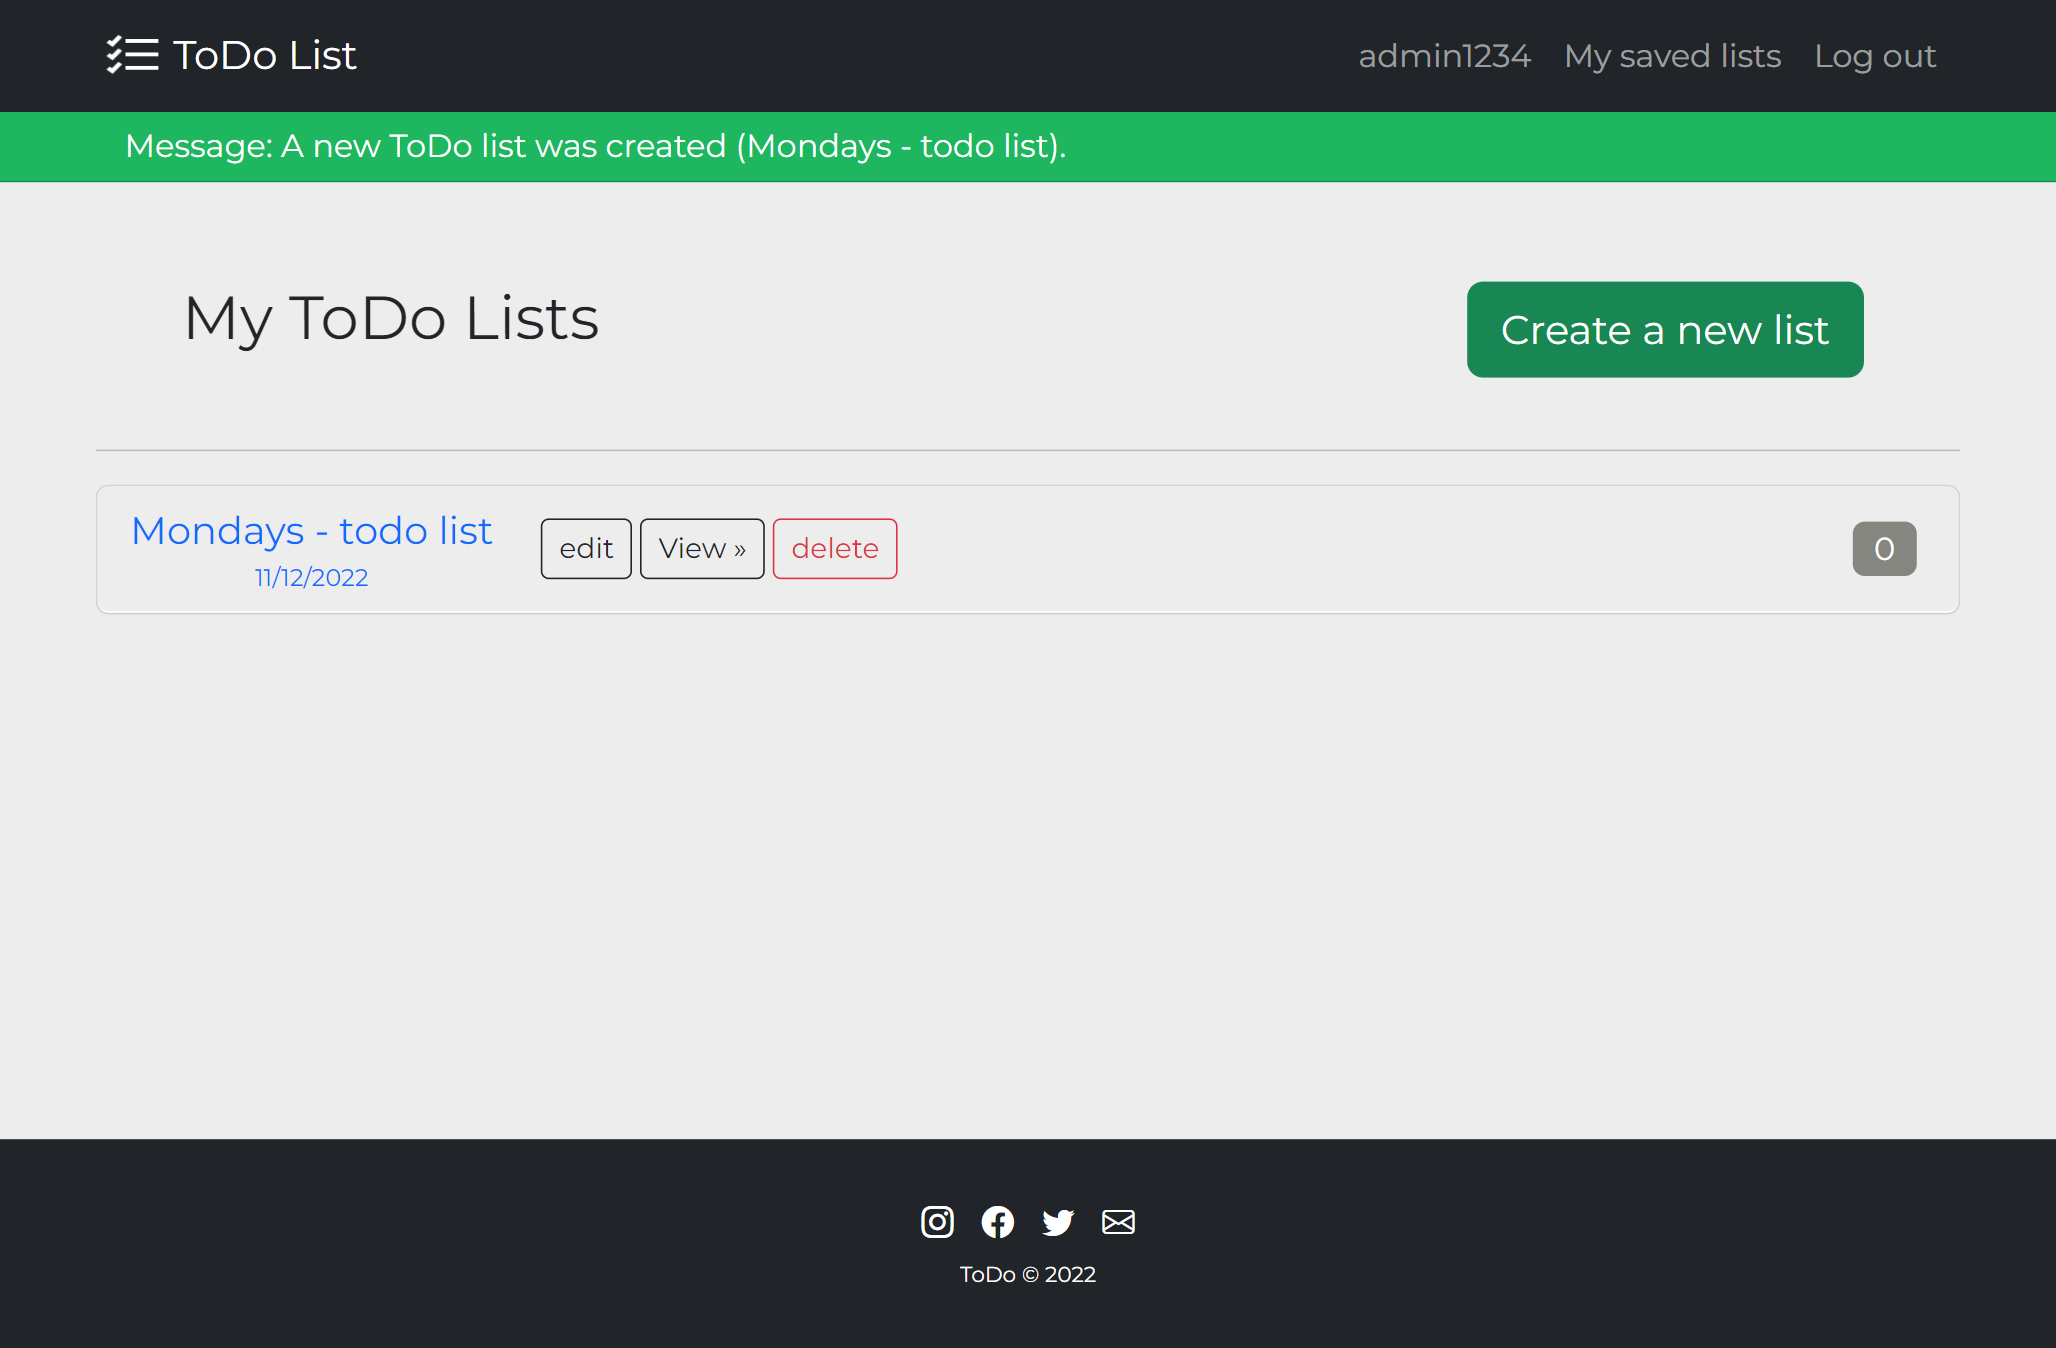 ToDo List
admin1234 My saved lists Log out
Message: A new ToDo list was created (Mondays - todo list).
My ToDo Lists
Create a new list
Mondays - todo list
11/12/2022
edit View » delete
0
ToDo © 2022